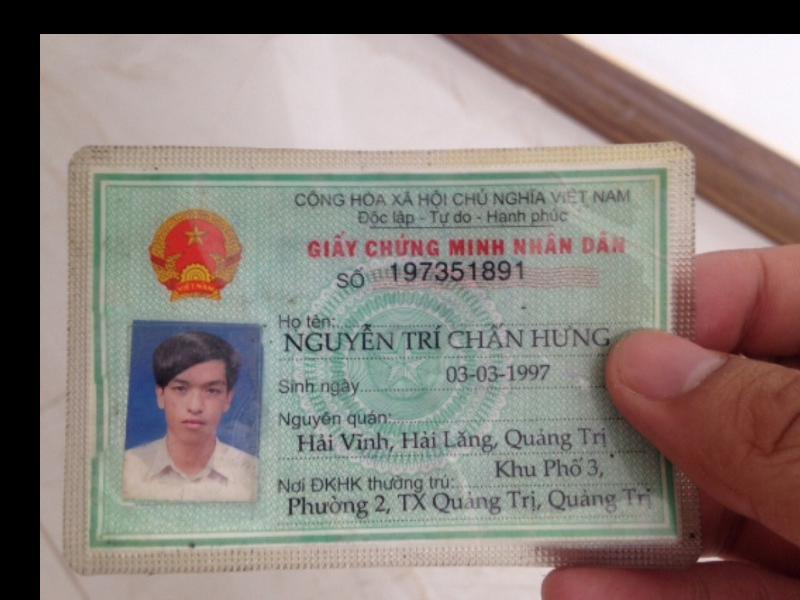 CỘNG HÒA XÃ HỘI CHỦ NGHĨA VIỆT NAM
Độc lập - Tự do - Hạnh phúc
GIẤY CHỨNG MINH NHÂN DÂN
SỐ 197351891
VIỆT NAM
Họ tên:
NGUYỄN TRÍ CHẤN HƯNG
Sinh ngày 03-03-1997
Nguyên quán:
Hải Vĩnh, Hải Lăng, Quảng Trị
Nơi ĐKHK thường trú: Khu Phố 3,
Phường 2, TX Quảng Trị, Quảng Trị